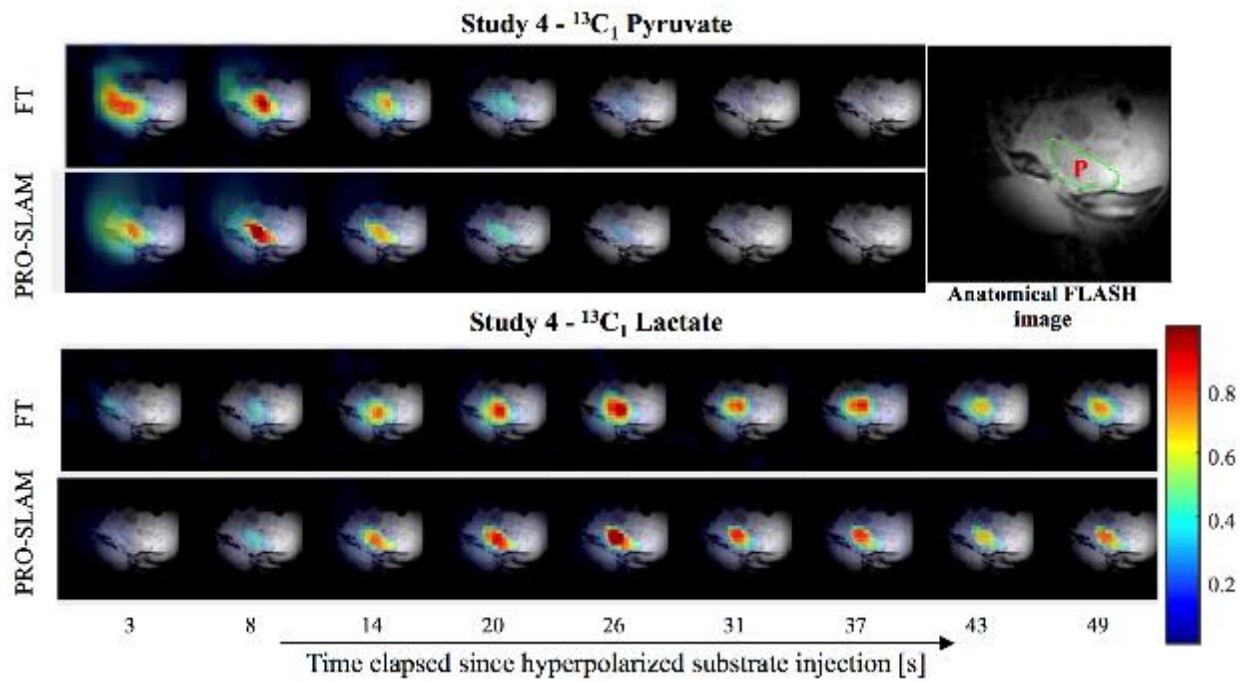 Study 4 - ¹³C₁ Pyruvate
FT
PRO-SLAM
P
Anatomical FLASH
image
Study 4 - ¹³C₁ Lactate
FT
PRO-SLAM
0.8
0.6
0.4
0.2
3 8 14 20 26 31 37 43 49
Time elapsed since hyperpolarized substrate injection [s]